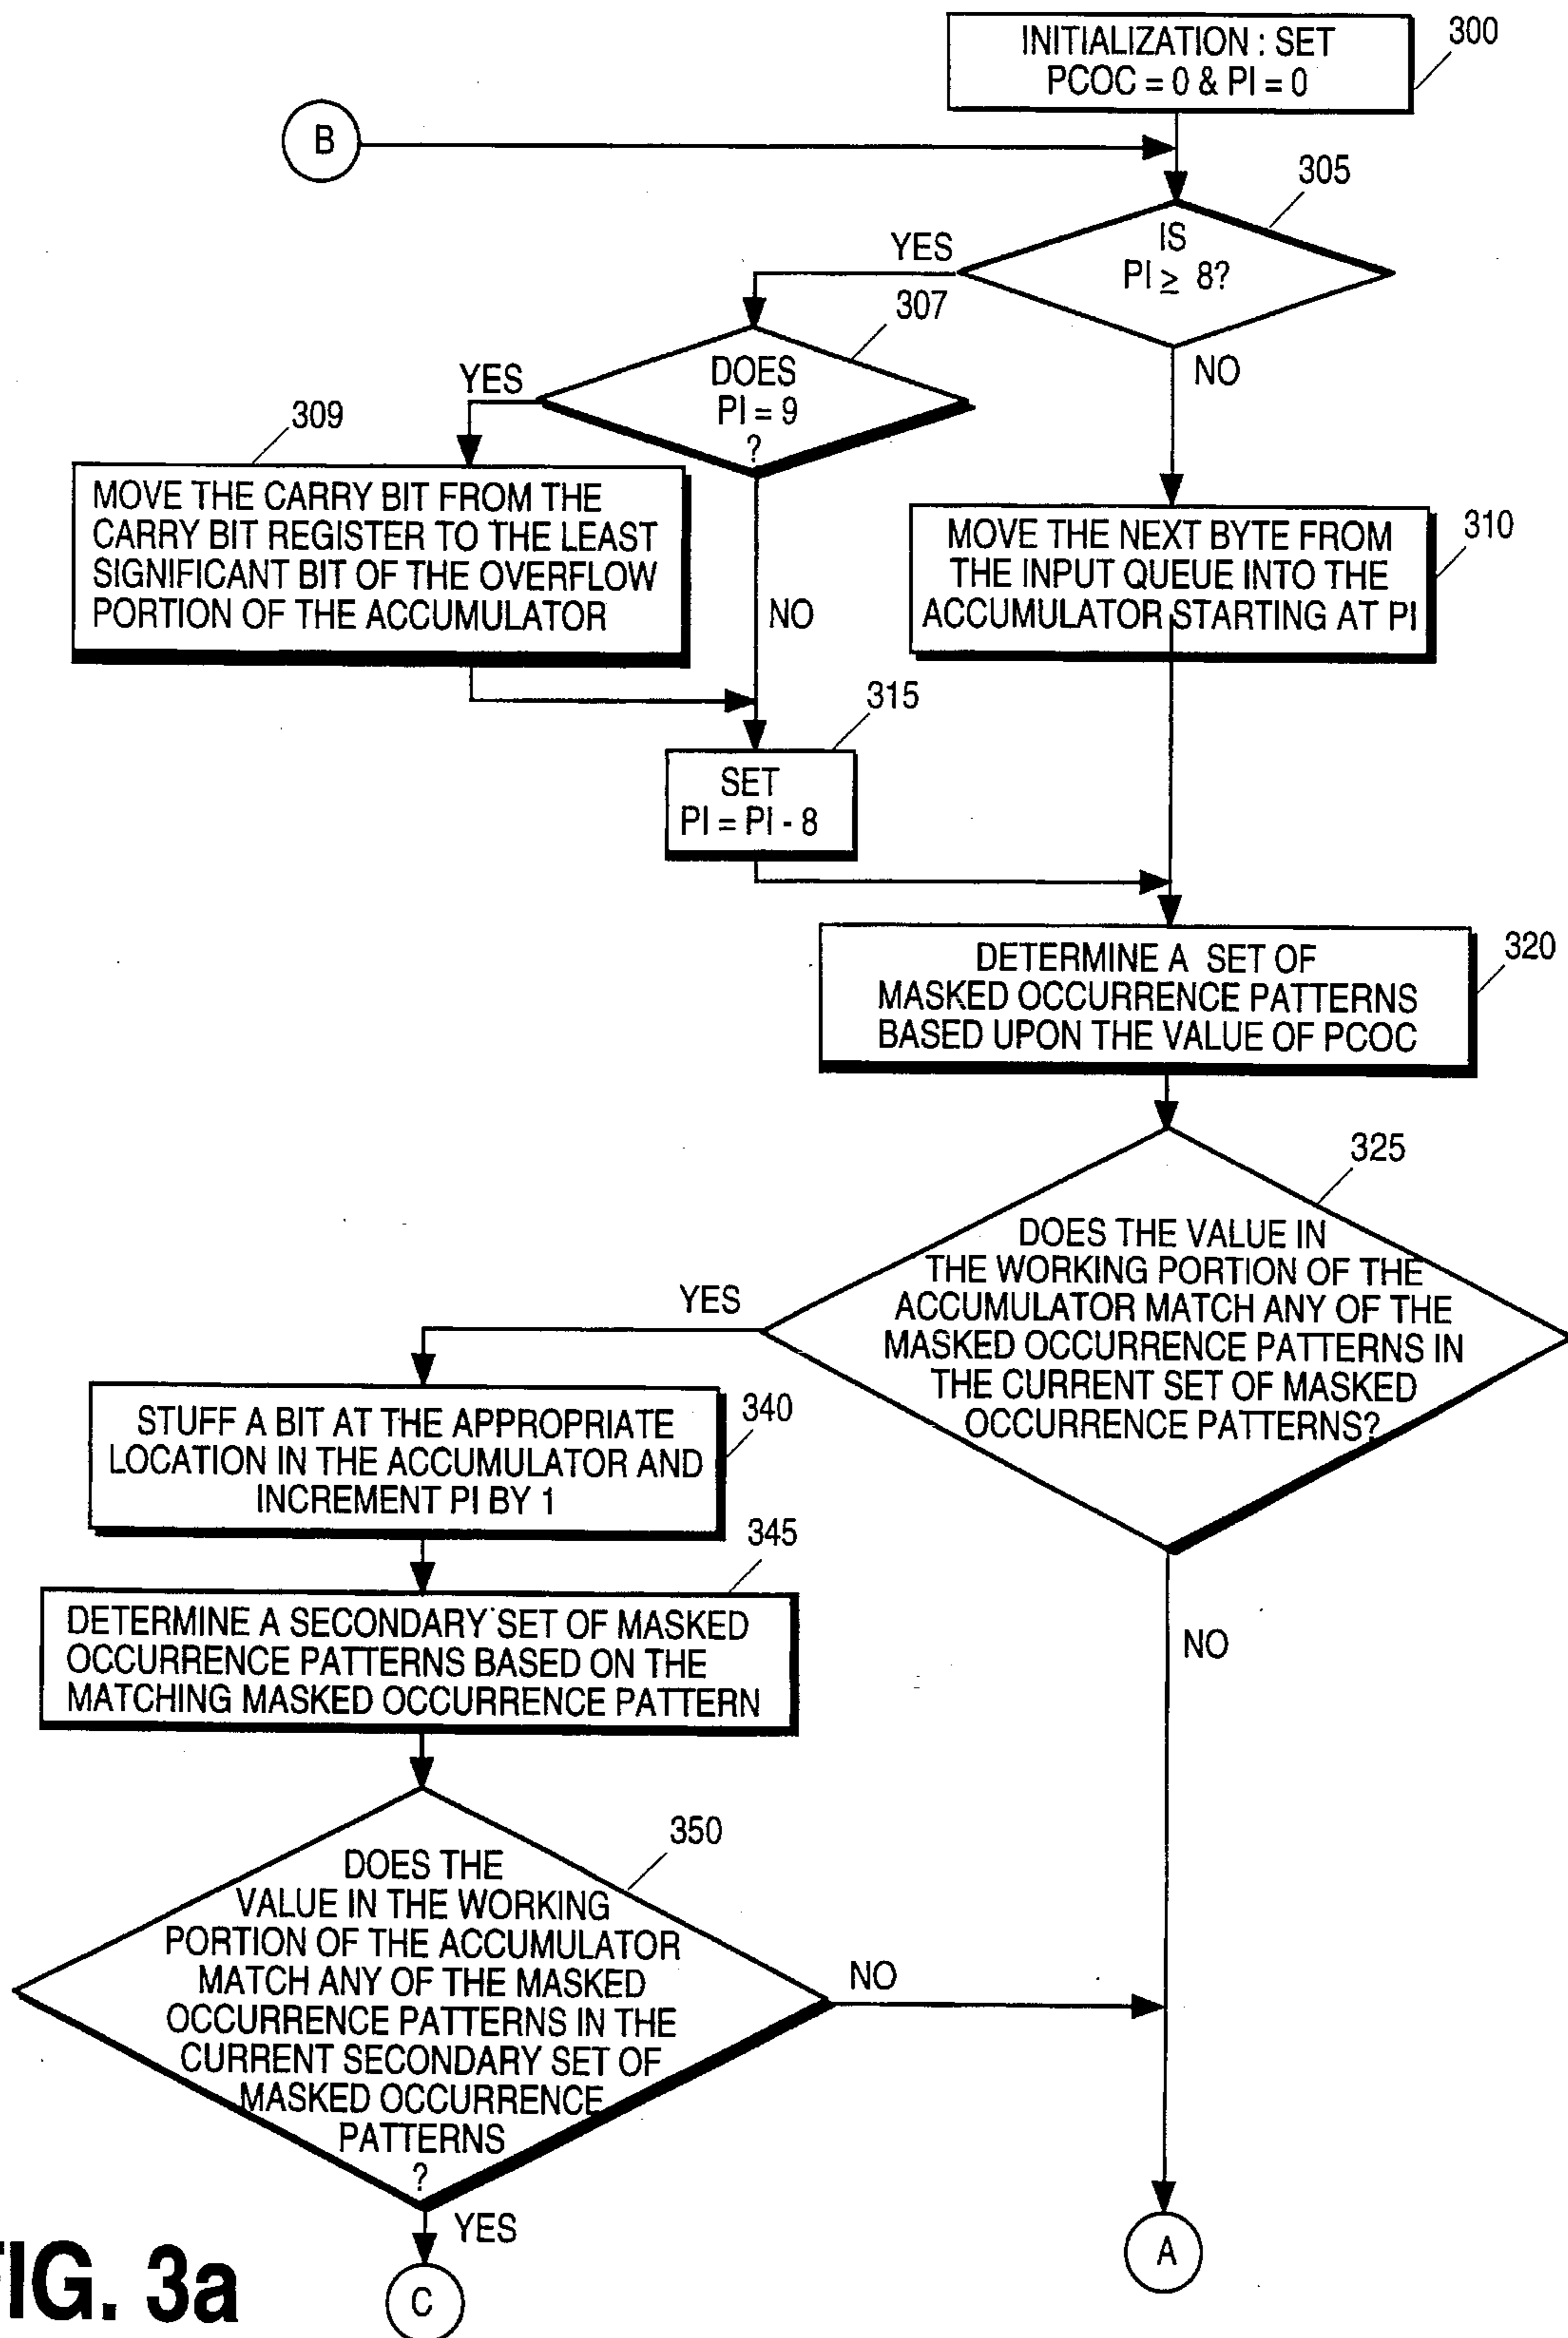 INITIALIZATION : SET
PCOC = 0 & PI = 0
300
B
305
IS
PI ≥ 8?
YES
NO
307
DOES
PI = 9
?
YES
NO
309
MOVE THE CARRY BIT FROM THE
CARRY BIT REGISTER TO THE LEAST
SIGNIFICANT BIT OF THE OVERFLOW
PORTION OF THE ACCUMULATOR
310
MOVE THE NEXT BYTE FROM
THE INPUT QUEUE INTO THE
ACCUMULATOR STARTING AT PI
315
SET
PI = PI - 8
320
DETERMINE A SET OF
MASKED OCCURRENCE PATTERNS
BASED UPON THE VALUE OF PCOC
325
DOES THE VALUE IN
THE WORKING PORTION OF THE
ACCUMULATOR MATCH ANY OF THE
MASKED OCCURRENCE PATTERNS IN
THE CURRENT SET OF MASKED
OCCURRENCE PATTERNS?
YES
NO
340
STUFF A BIT AT THE APPROPRIATE
LOCATION IN THE ACCUMULATOR AND
INCREMENT PI BY 1
345
DETERMINE A SECONDARY SET OF MASKED
OCCURRENCE PATTERNS BASED ON THE
MATCHING MASKED OCCURRENCE PATTERN
350
DOES THE
VALUE IN THE WORKING
PORTION OF THE ACCUMULATOR
MATCH ANY OF THE MASKED
OCCURRENCE PATTERNS IN THE
CURRENT SECONDARY SET OF
MASKED OCCURRENCE
PATTERNS
?
NO
YES
C
A
IG. 3a